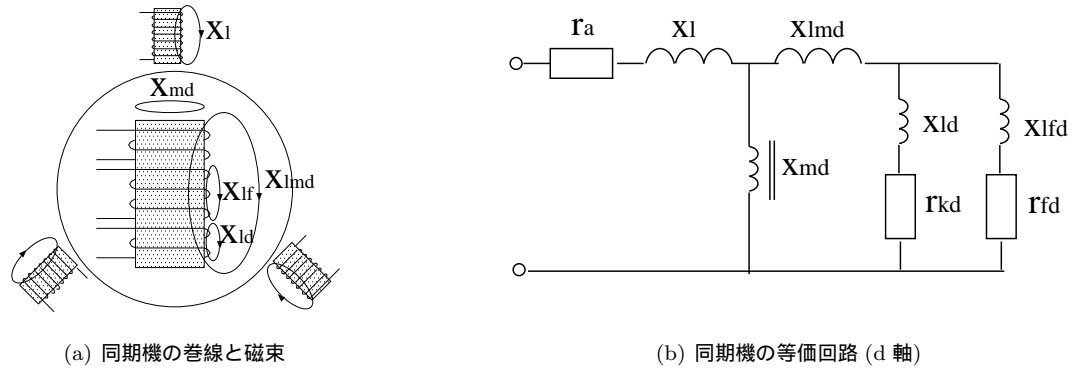 xl
xmd
xlf
xlmd
xld
(a) 同期機の巻線と磁束
ra
xl
xlmd
xld
xlfd
xmd
rkd
rfd
(b) 同期機の等価回路 (d 軸)